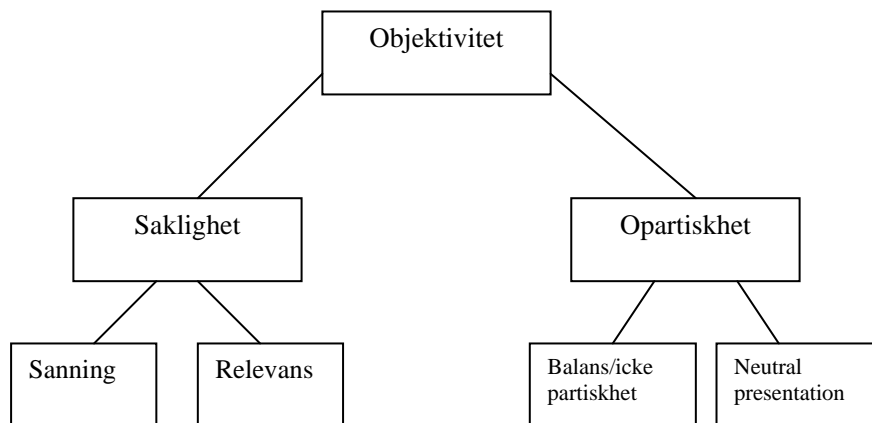 Objektivitet
Saklighet
Opartiskhet
Sanning
Relevans
Balans/icke
partiskhet
Neutral
presentation